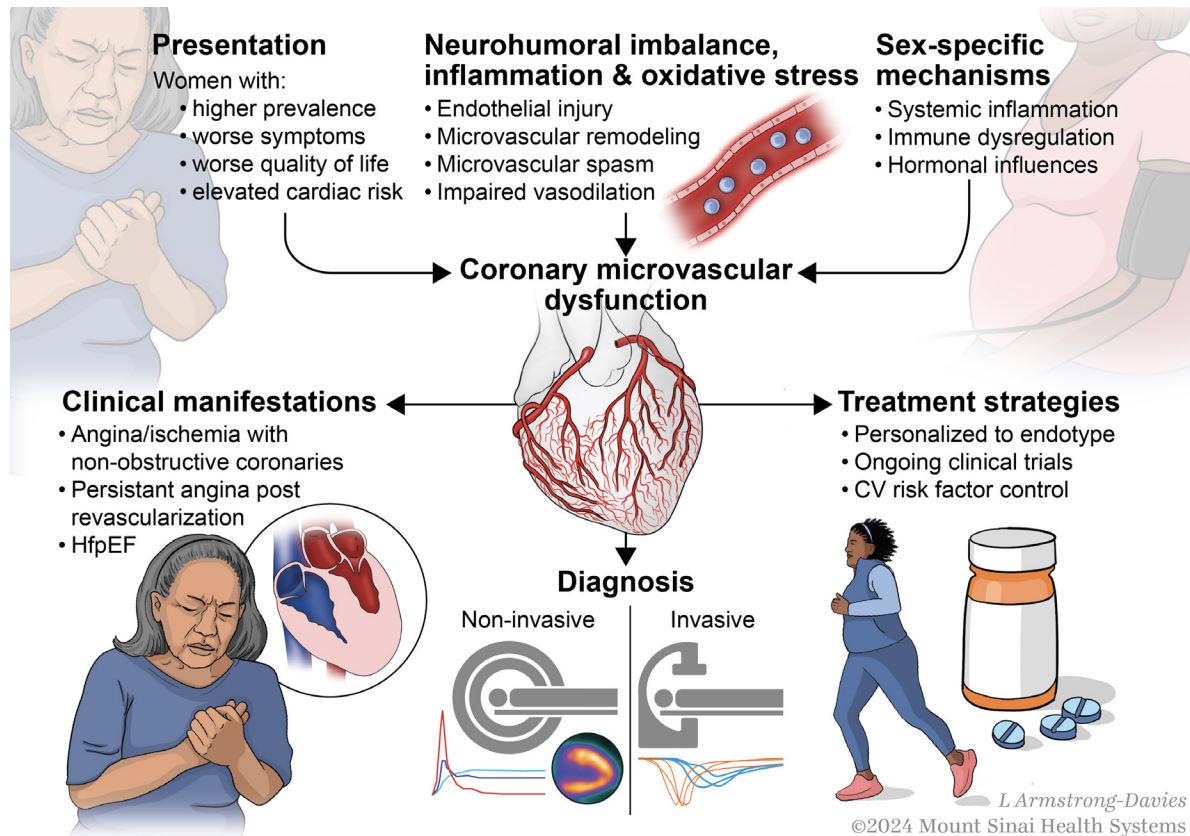 Presentation
Women with:
• higher prevalence
• worse symptoms
• worse quality of life
• elevated cardiac risk
Neurohumoral imbalance,
inflammation & oxidative stress
• Endothelial injury
• Microvascular remodeling
• Microvascular spasm
• Impaired vasodilation
Sex-specific
mechanisms
• Systemic inflammation
• Immune dysregulation
• Hormonal influences
Coronary microvascular
dysfunction
Clinical manifestations
• Angina/ischemia with
non-obstructive coronaries
• Persistant angina post
revascularization
• HfpEF
Treatment strategies
• Personalized to endotype
• Ongoing clinical trials
• CV risk factor control
Diagnosis
Non-invasive
Invasive
L Armstrong-Davies
©2024 Mount Sinai Health Systems